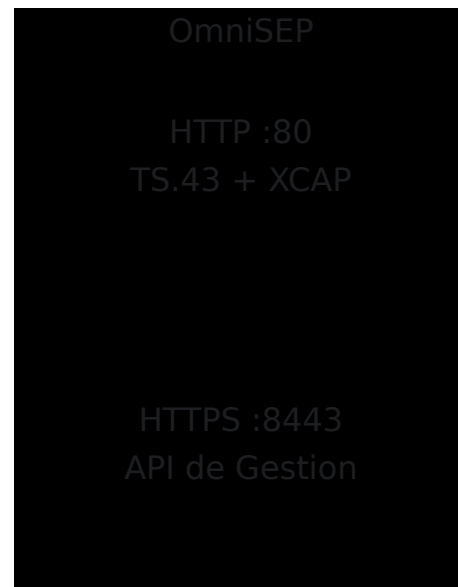 OmniSEP
HTTP :80
TS.43 + XCAP
HTTPS :8443
API de Gestion